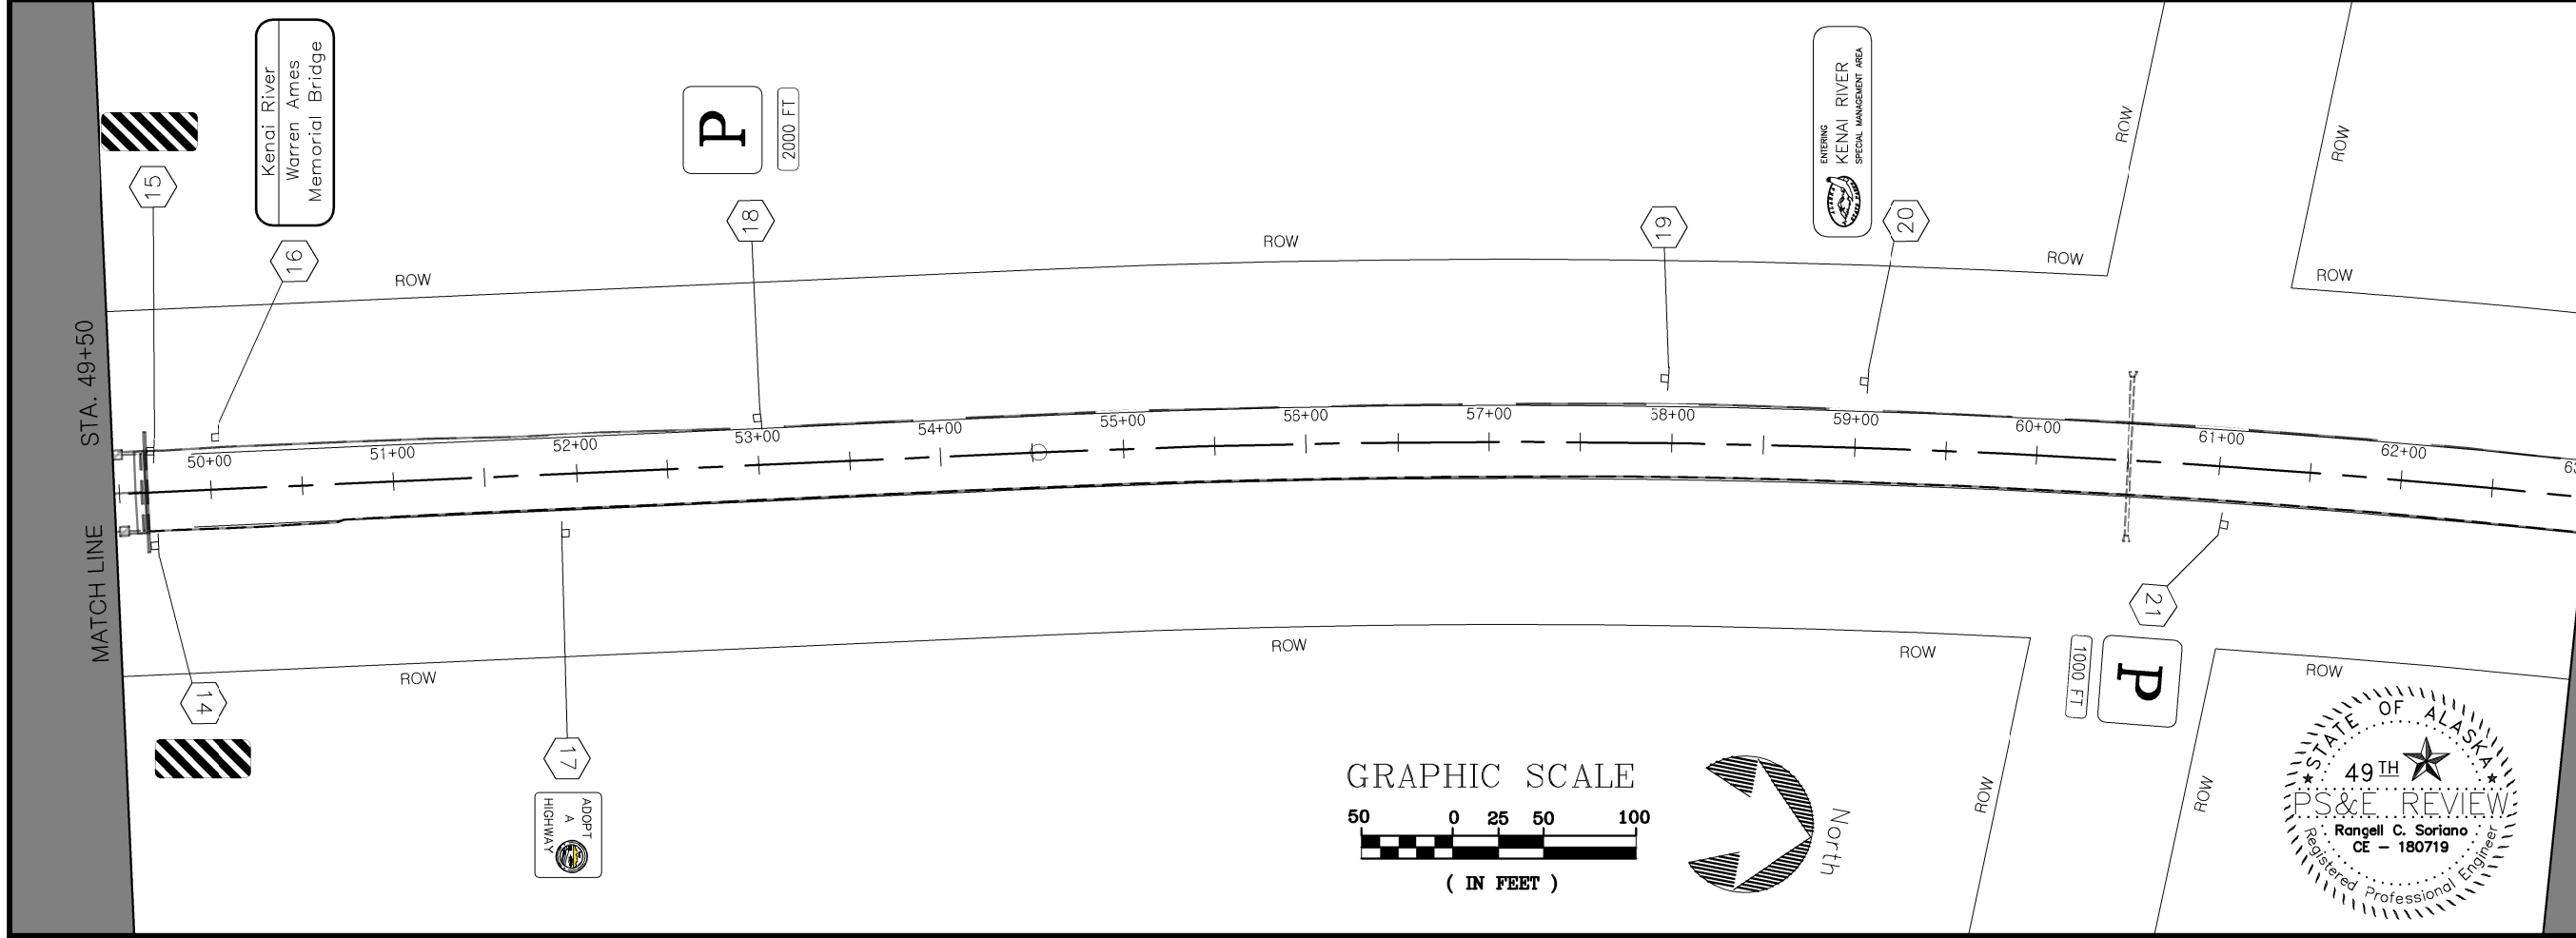 Kenai River
Warren Ames
Memorial Bridge
15
16
P
2000 FT
18
19
ENTERING
KENAI RIVER
SPECIAL MANAGEMENT AREA
20
ROW
ROW
ROW
ROW
ROW
ROW
MATCH LINE STA. 49+50
50+00
51+00
52+00
53+00
54+00
55+00
56+00
57+00
58+00
59+00
60+00
61+00
62+00
ROW
ROW
ROW
ROW
ROW
ROW
14
17
ADOPT
A
HIGHWAY
21
1000 FT
P
GRAPHIC SCALE
50 0 25 50 100
( IN FEET )
North
STATE OF ALASKA
49TH
PS&E REVIEW
Rangell C. Soriano
CE – 180719
Registered Professional Engineer